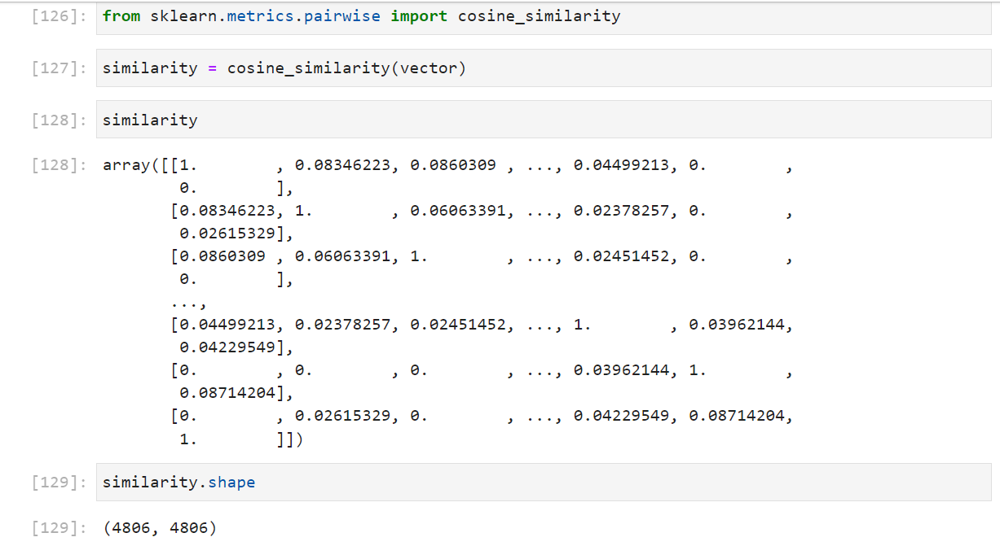 [126]: from sklearn.metrics.pairwise import cosine_similarity
[127]: similarity = cosine_similarity(vector)
[128]: similarity
[128]: array([[1.        , 0.08346223, 0.0860309 , ..., 0.04499213, 0.        ,
        0.        ],
       [0.08346223, 1.        , 0.06063391, ..., 0.02378257, 0.        ,
        0.02615329],
       [0.0860309 , 0.06063391, 1.        , ..., 0.02451452, 0.        ,
        0.        ],
       ...,
       [0.04499213, 0.02378257, 0.02451452, ..., 1.        , 0.03962144,
        0.04229549],
       [0.        , 0.        , 0.        , ..., 0.03962144, 1.        ,
        0.08714204],
       [0.        , 0.02615329, 0.        , ..., 0.04229549, 0.08714204,
        1.        ]])
[129]: similarity.shape
[129]: (4806, 4806)